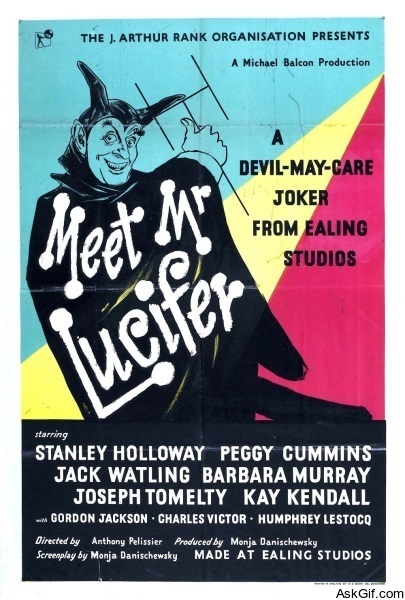 THE J. ARTHUR RANK ORGANISATION PRESENTS
A MICHAEL BALCON PRODUCTION
A
DEVIL-MAY-CARE
JOKER
FROM EALING
STUDIOS
Meet Mr
Lucifer
starring
STANLEY HOLLOWAY PEGGY CUMMINS
JACK WATLING BARBARA MURRAY
JOSEPH TOMELTY KAY KENDALL
with GORDON JACKSON · CHARLES VICTOR · HUMPHREY LESTOCQ
Directed by Anthony Pelissier Produced by Monja Danischewsky
Screenplay by Monja Danischewsky MADE AT EALING STUDIOS
AskGif.com